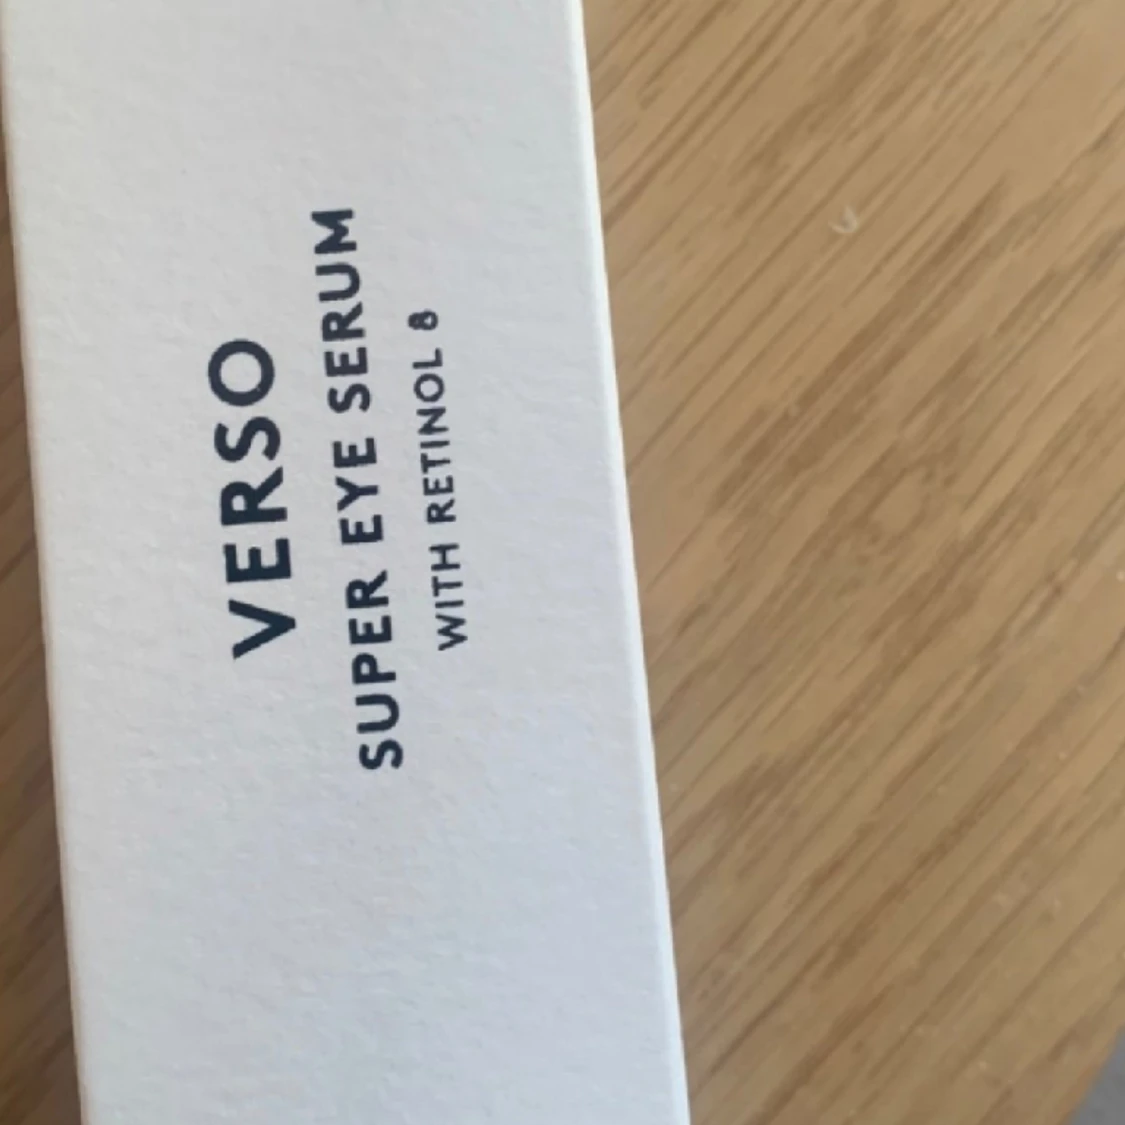 VERSO
SUPER EYE SERUM
WITH RETINOL 8